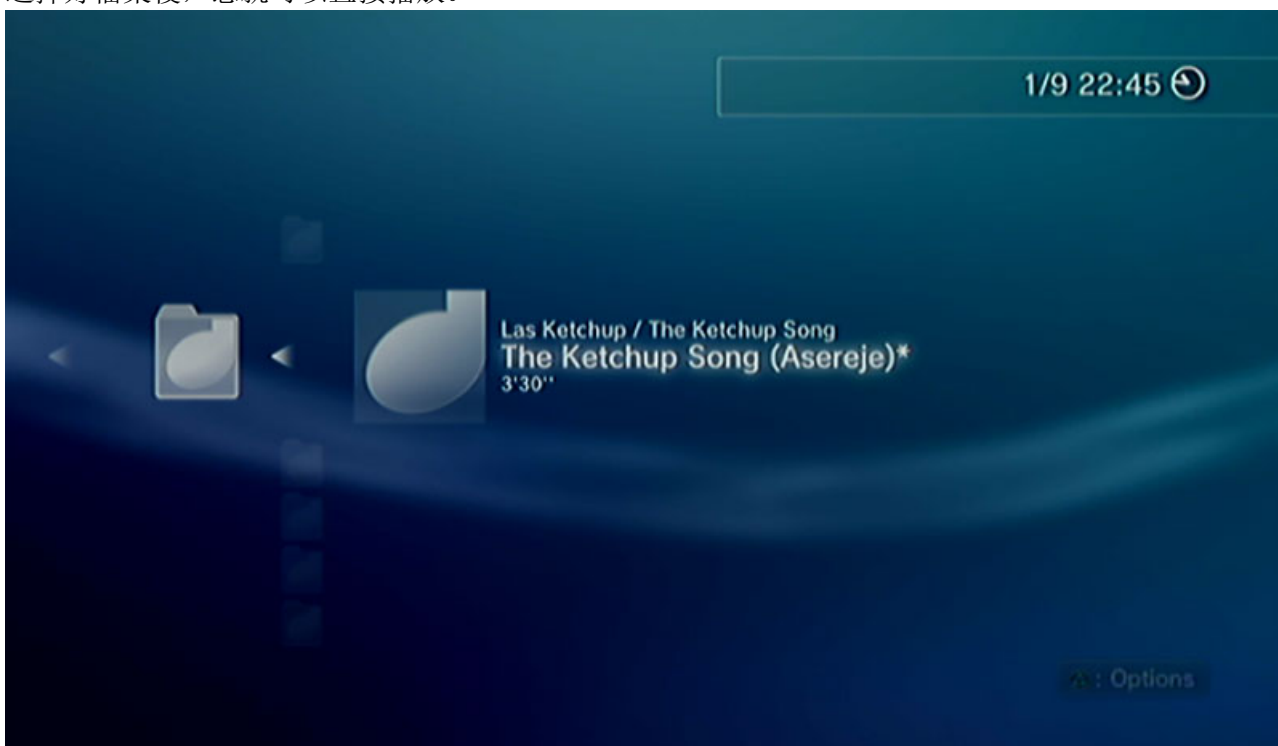 1/9 22:45
Las Ketchup / The Ketchup Song
The Ketchup Song (Asereje)*
3'30''
: Options